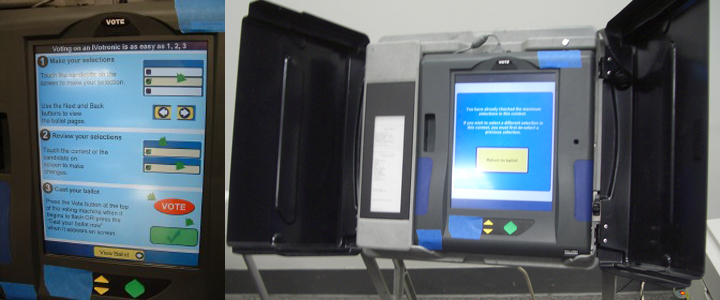 VOTE
Voting on an iVotronic is as easy as 1, 2, 3
1 Make your selections
Touch the candidate on the
screen to make your selection.
Use the Next and Back
buttons to view
the ballot pages.
2 Review your selections
Touch the contest or the
candidate on
screen to make
changes.
3 Cast your ballot
Press the Vote button at the top
of the voting machine when it
begins to flash OR press the
"Cast your ballot now"
when it appears on screen.
VOTE
View Ballot
VOTE
You have already checked the maximum
selections in this contest.
If you wish to select a different selection in
this contest, you must first de-select a
previous selection.
Return to ballot